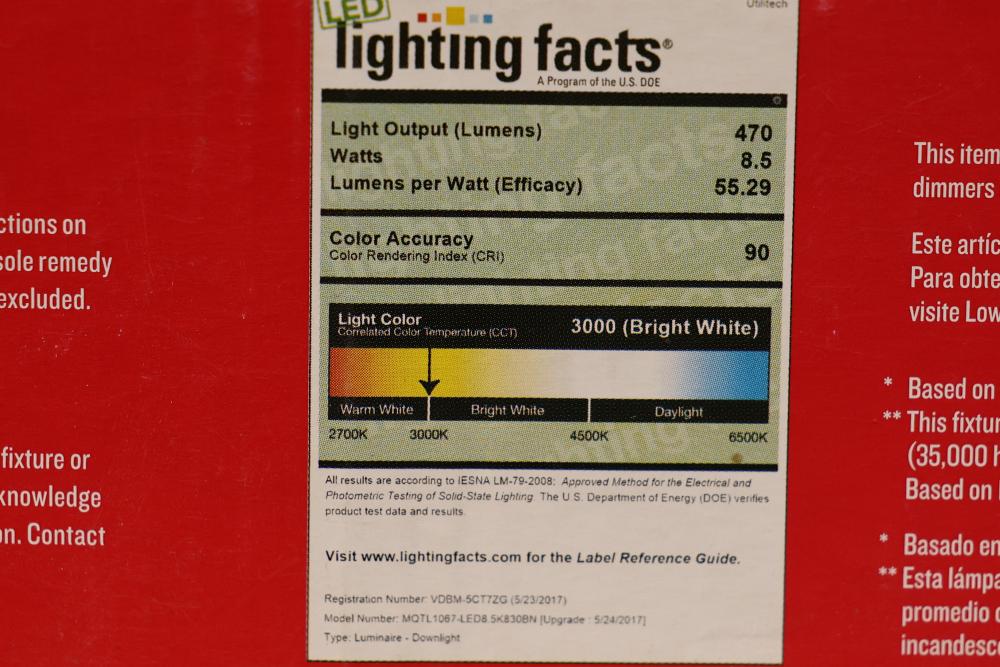 Utilitech
LED
lighting facts®
A Program of the U.S. DOE
Light Output (Lumens) 470
Watts 8.5
Lumens per Watt (Efficacy) 55.29
Color Accuracy
Color Rendering Index (CRI) 90
Light Color
Correlated Color Temperature (CCT) 3000 (Bright White)
Warm White Bright White Daylight
2700K 3000K 4500K 6500K
All results are according to IESNA LM-79-2008: Approved Method for the Electrical and
Photometric Testing of Solid-State Lighting. The U.S. Department of Energy (DOE) verifies
product test data and results.
Visit www.lightingfacts.com for the Label Reference Guide.
Registration Number: VDBM-5CT7ZG (5/23/2017)
Model Number: MQTL1067-LED8.5K830BN [Upgrade : 5/24/2017]
Type: Luminaire - Downlight
ctions on
sole remedy
excluded.
fixture or
knowledge
on. Contact
This item
dimmers
Este artíc
Para obte
visite Low
* Based on
** This fixtur
(35,000 h
Based on
* Basado en
** Esta lámpa
promedio
incandesc